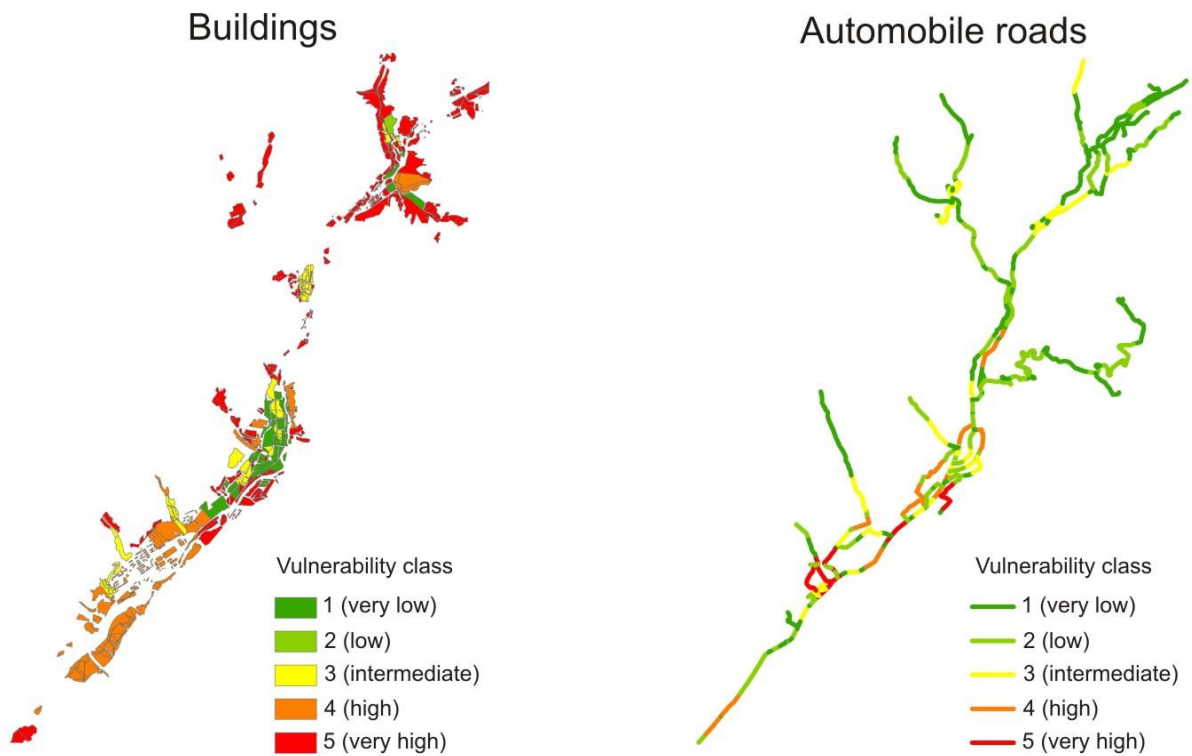 Buildings
Vulnerability class
1 (very low)
2 (low)
3 (intermediate)
4 (high)
5 (very high)
Automobile roads
Vulnerability class
1 (very low)
2 (low)
3 (intermediate)
4 (high)
5 (very high)